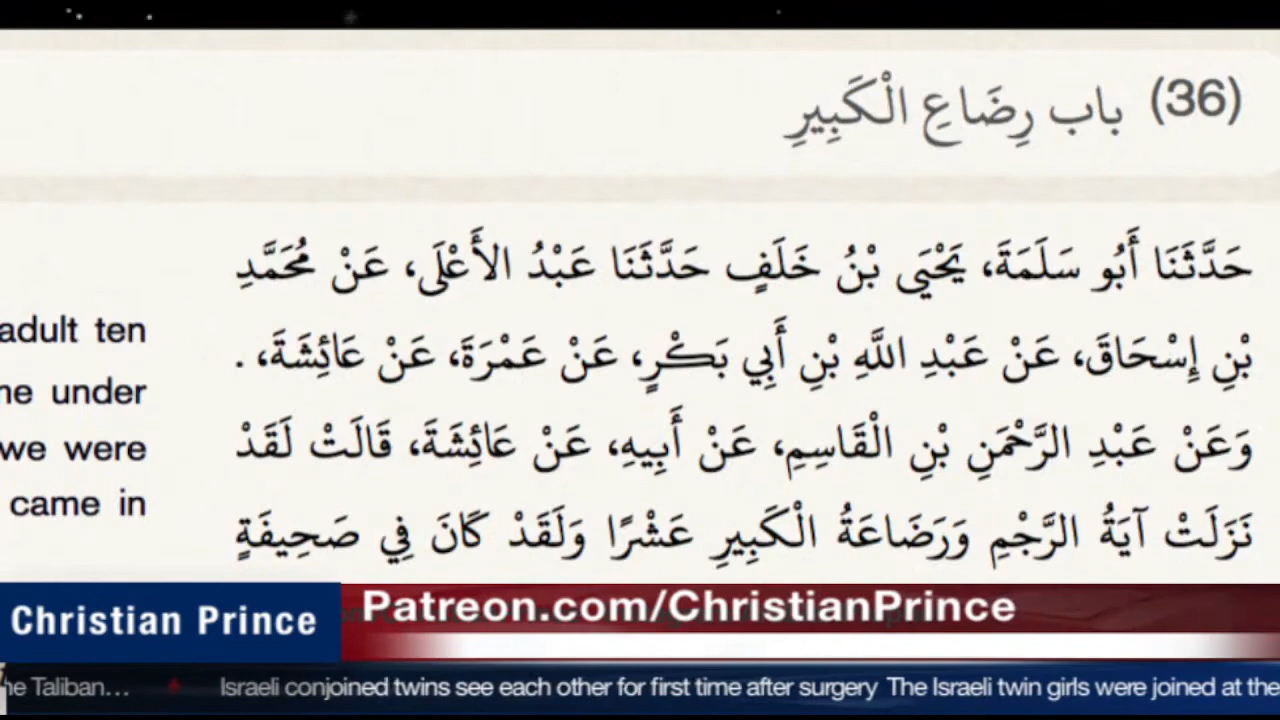 (36) باب رِضَاعِ الْكَبِيرِ
حَدَّثَنَا أَبُو سَلَمَةَ، يَحْيَى بْنُ خَلَفٍ حَدَّثَنَا عَبْدُ الأَعْلَى، عَنْ مُحَمَّدِ
بْنِ إِسْحَاقَ، عَنْ عَبْدِ اللَّهِ بْنِ أَبِي بَكْرٍ، عَنْ عَمْرَةَ، عَنْ عَائِشَةَ، .
وَعَنْ عَبْدِ الرَّحْمَنِ بْنِ الْقَاسِمِ، عَنْ أَبِيهِ، عَنْ عَائِشَةَ، قَالَتْ لَقَدْ
نَزَلَتْ آيَةُ الرَّجْمِ وَرَضَاعَةُ الْكَبِيرِ عَشْرًا وَلَقَدْ كَانَ فِي صَحِيفَةٍ
adult ten
under
we were
came in
Christian Prince
Patreon.com/ChristianPrince
he Taliban... Israeli conjoined twins see each other for first time after surgery The Israeli twin girls were joined at the